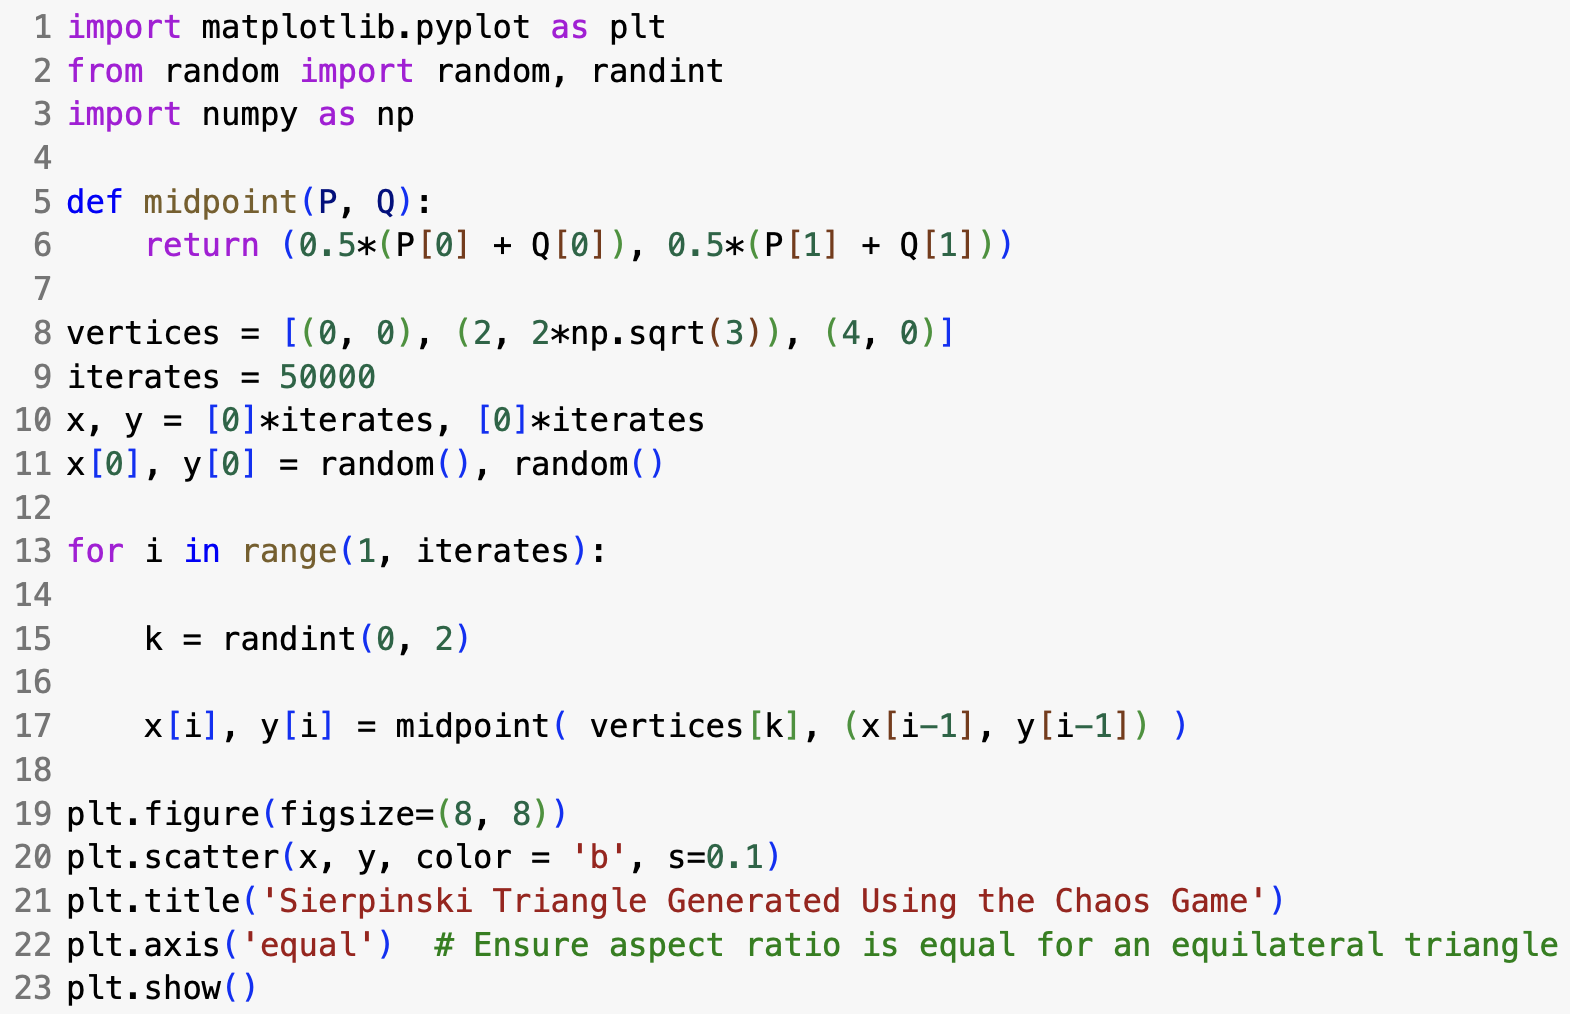 1 import matplotlib.pyplot as plt
2 from random import random, randint
3 import numpy as np
4
5 def midpoint(P, Q):
6     return (0.5*(P[0] + Q[0]), 0.5*(P[1] + Q[1]))
7
8 vertices = [(0, 0), (2, 2*np.sqrt(3)), (4, 0)]
9 iterates = 50000
10 x, y = [0]*iterates, [0]*iterates
11 x[0], y[0] = random(), random()
12
13 for i in range(1, iterates):
14
15     k = randint(0, 2)
16
17     x[i], y[i] = midpoint( vertices[k], (x[i-1], y[i-1]) )
18
19 plt.figure(figsize=(8, 8))
20 plt.scatter(x, y, color = 'b', s=0.1)
21 plt.title('Sierpinski Triangle Generated Using the Chaos Game')
22 plt.axis('equal')  # Ensure aspect ratio is equal for an equilateral triangle
23 plt.show()